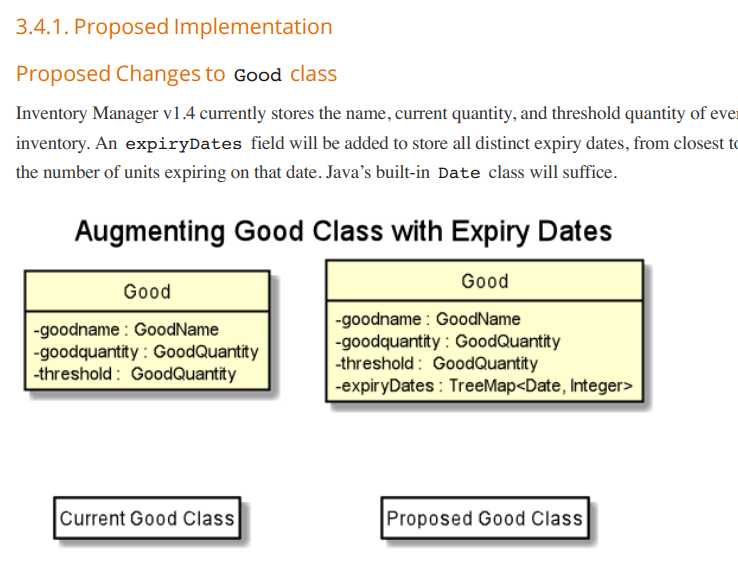 3.4.1. Proposed Implementation
Proposed Changes to Good class
Inventory Manager v1.4 currently stores the name, current quantity, and threshold quantity of
inventory. An expiryDates field will be added to store all distinct expiry dates, from closest
the number of units expiring on that date. Java’s built-in Date class will suffice.
Augmenting Good Class with Expiry Dates
Good
-goodname : GoodName
-goodquantity : GoodQuantity
-threshold : GoodQuantity
Good
-goodname : GoodName
-goodquantity : GoodQuantity
-threshold : GoodQuantity
-expiryDates : TreeMap<Date, Integer>
Current Good Class
Proposed Good Class